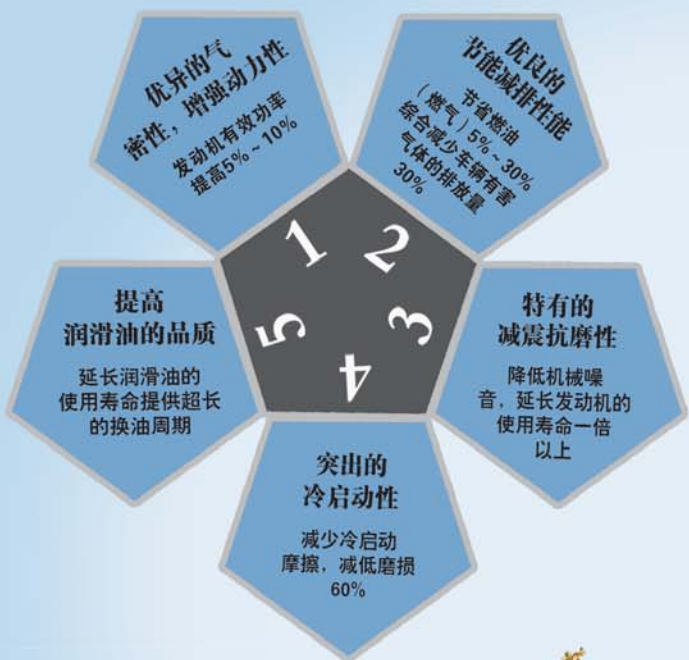 优异的气
密性，增强动力性
发动机有效功率
提高5%～10%
优良的
节能减排性能
节省燃油
（燃气）5%～30%
综合减少车辆有害
气体的排放量
30%
1
2
3
4
5
特有的
减震抗磨性
降低机械噪
音，延长发动机的
使用寿命一倍
以上
突出的
冷启动性
减少冷启动
摩擦，减低磨损
60%
提高
润滑油的品质
延长润滑油的
使用寿命提供超长
的换油周期